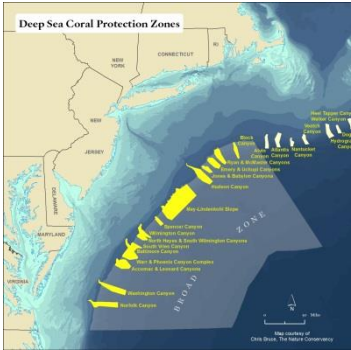 Deep Sea Coral Protection Zones
RI
CONNECTICUT
NEW
YORK
NEW
JERSEY
DELAWARE
MARYLAND
VIRGINIA
Heel Tapper Canyon
Welker Canyon
Veatch
Canyon
Hydrographer
Canyon
Nantucket
Canyon
Atlantis
Canyon
Alvin
Canyon
Block
Canyon
Ryan & McMaster Canyons
Emery & Uchupi Canyons
Jones & Babylon Canyons
Hudson Canyon
Mey-Lindenkohl Slope
Spencer Canyon
Wilmington Canyon
North Heyes & South Wilmington Canyons
South Vries Canyon
Baltimore Canyon
Warr & Phoenix Canyon Complex
Accomac & Leonard Canyons
Washington Canyon
Norfolk Canyon
BROAD ZONE
N
Map courtesy of
Chris Bruce, The Nature Conservancy